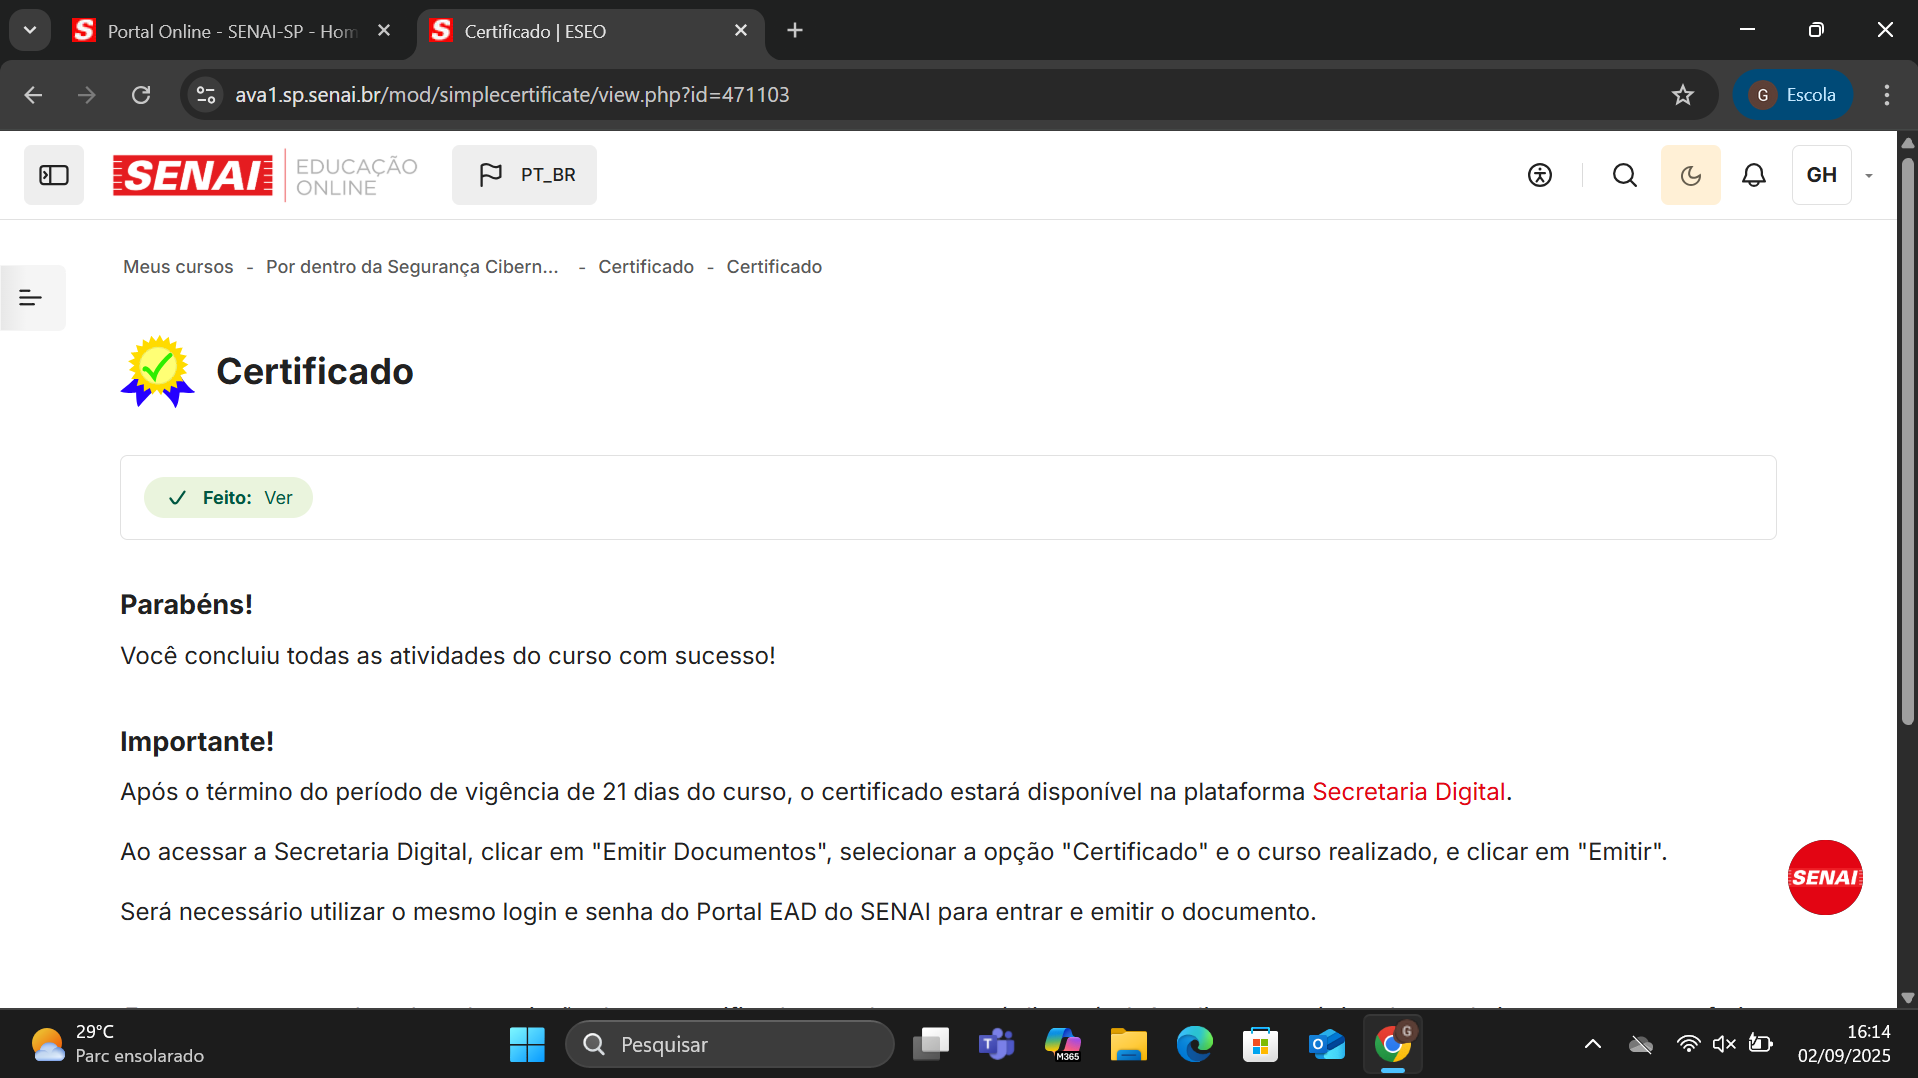 Portal Online - SENAI-SP - Hom
Certificado | ESEO
ava1.sp.senai.br/mod/simplecertificate/view.php?id=471103
G
Escola
SENAI
EDUCAÇÃO
ONLINE
PT_BR
GH
Meus cursos - Por dentro da Segurança Cibern... - Certificado - Certificado
Certificado
Feito: Ver
Parabéns!
Você concluiu todas as atividades do curso com sucesso!
Importante!
Após o término do período de vigência de 21 dias do curso, o certificado estará disponível na plataforma Secretaria Digital.
Ao acessar a Secretaria Digital, clicar em "Emitir Documentos", selecionar a opção "Certificado" e o curso realizado, e clicar em "Emitir".
SENAI
Será necessário utilizar o mesmo login e senha do Portal EAD do SENAI para entrar e emitir o documento.
29°C
Parc ensolarado
Pesquisar
M365
G
16:14
02/09/2025